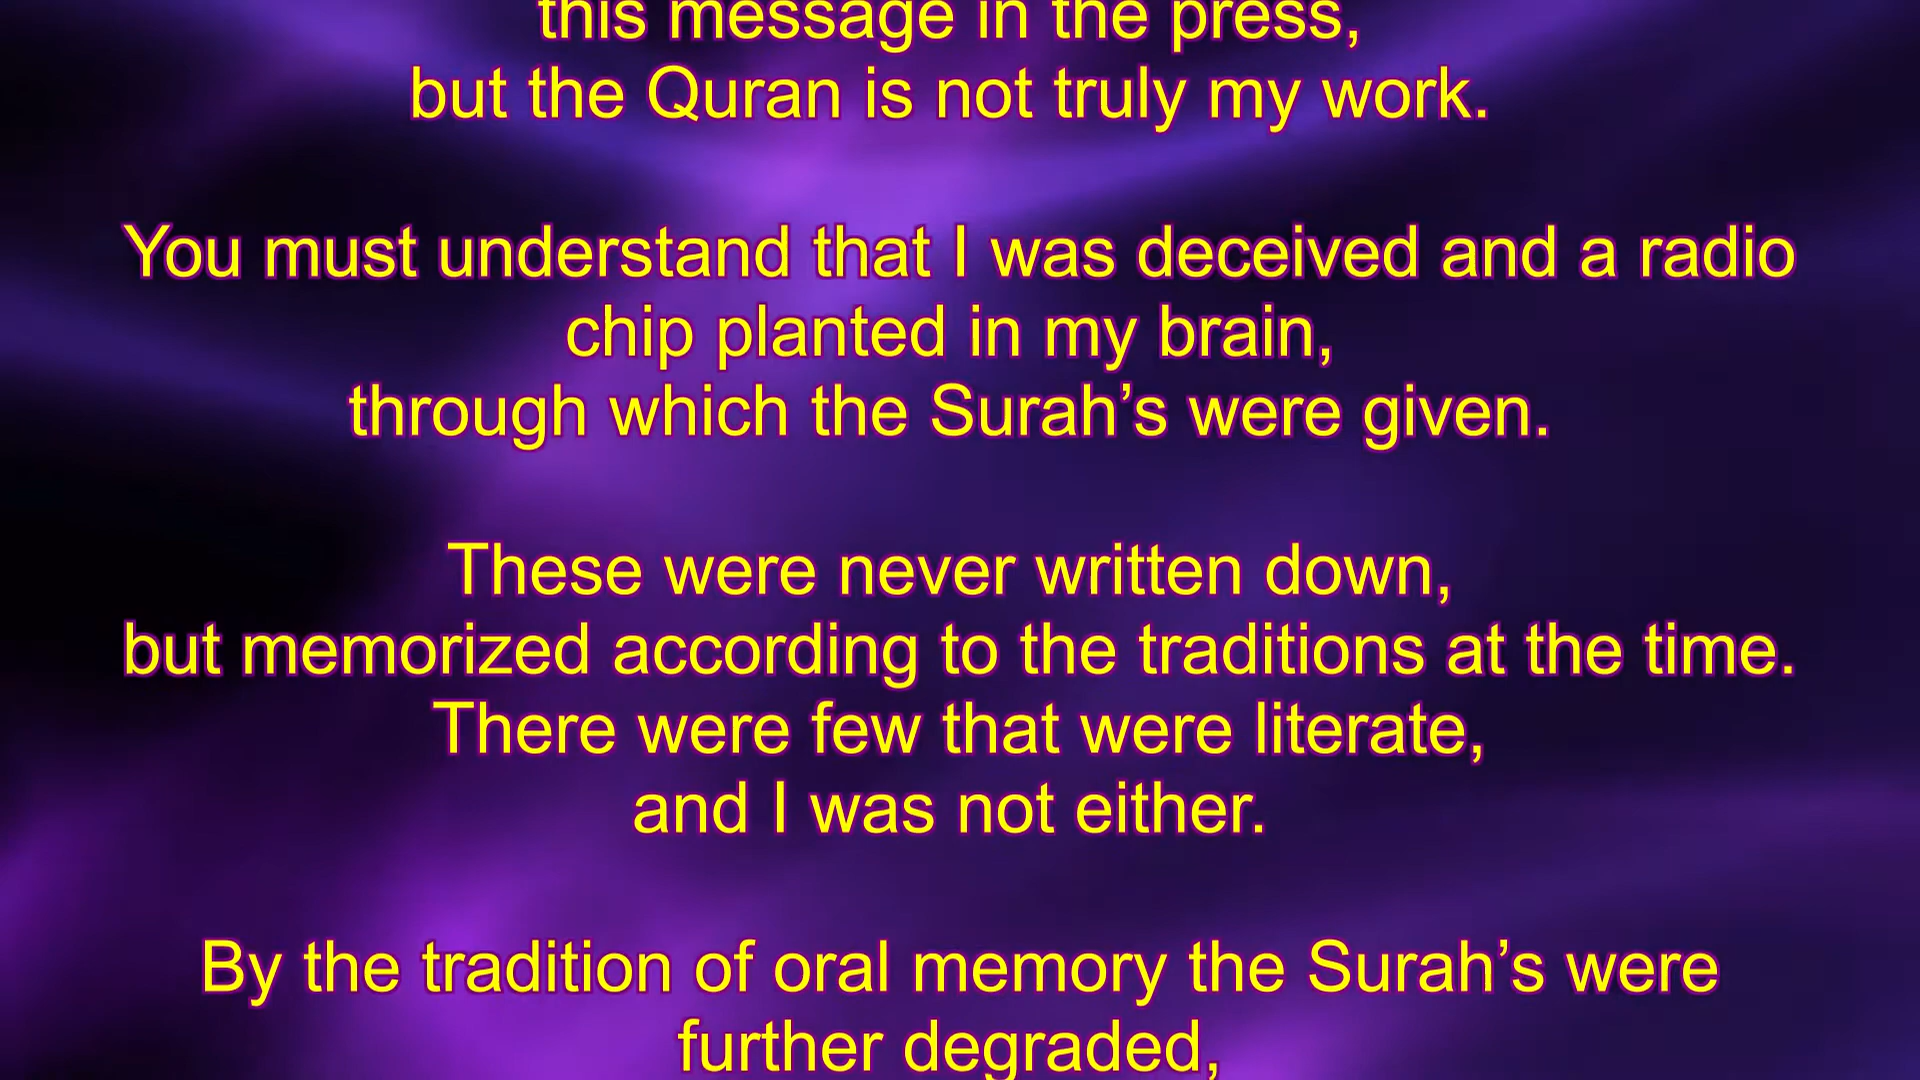 this message in the press,
but the Quran is not truly my work.
You must understand that I was deceived and a radio
chip planted in my brain,
through which the Surah’s were given.
These were never written down,
but memorized according to the traditions at the time.
There were few that were literate,
and I was not either.
By the tradition of oral memory the Surah’s were
further degraded,